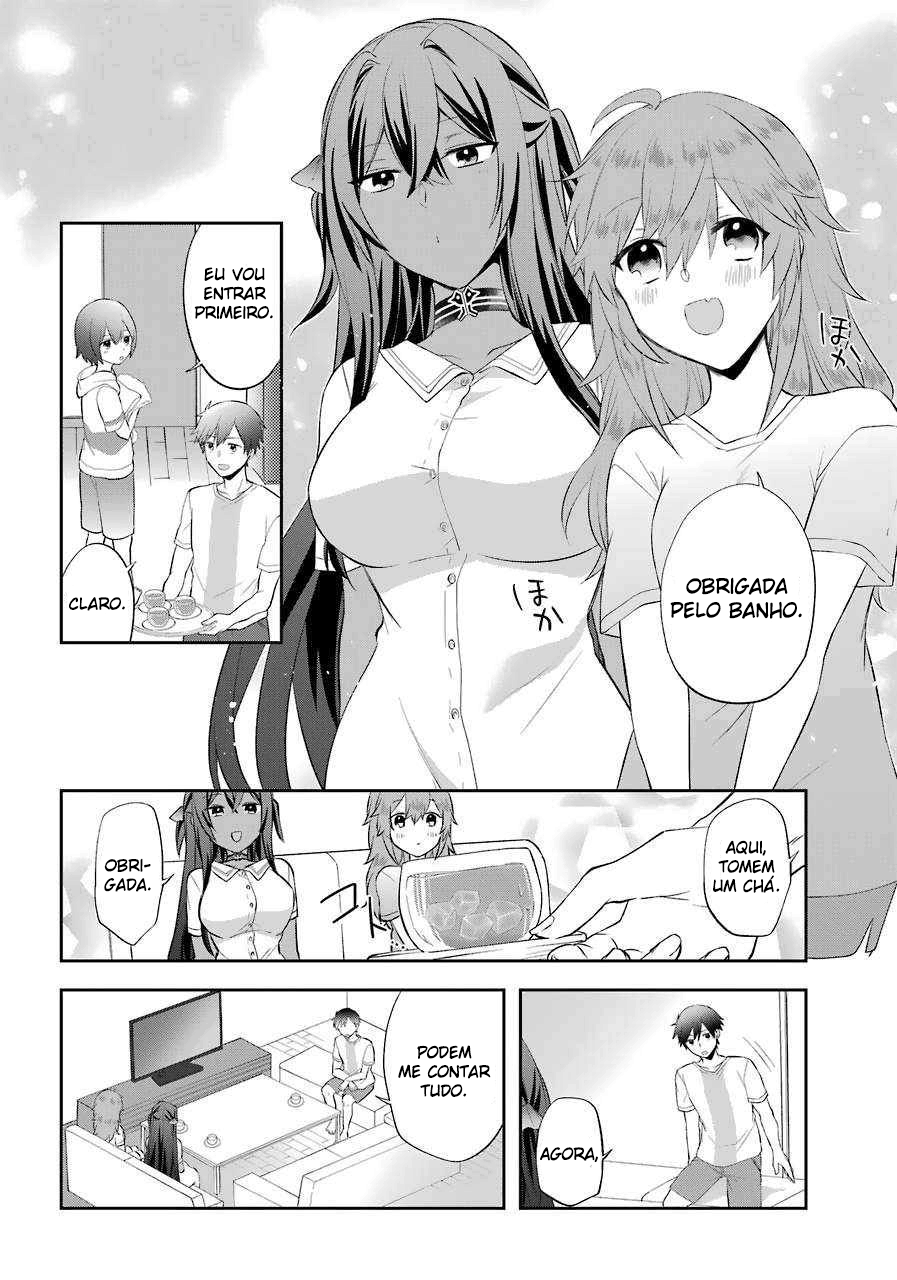 OBRIGADA
PELO BANHO.
ほか
ほか
EU VOU
ENTRAR
PRIMEIRO.
CLARO.
AQUI,
TOMEM
UM CHÁ.
コト
OBRI-
GADA.
AGORA,
PODEM
ME CONTAR
TUDO.